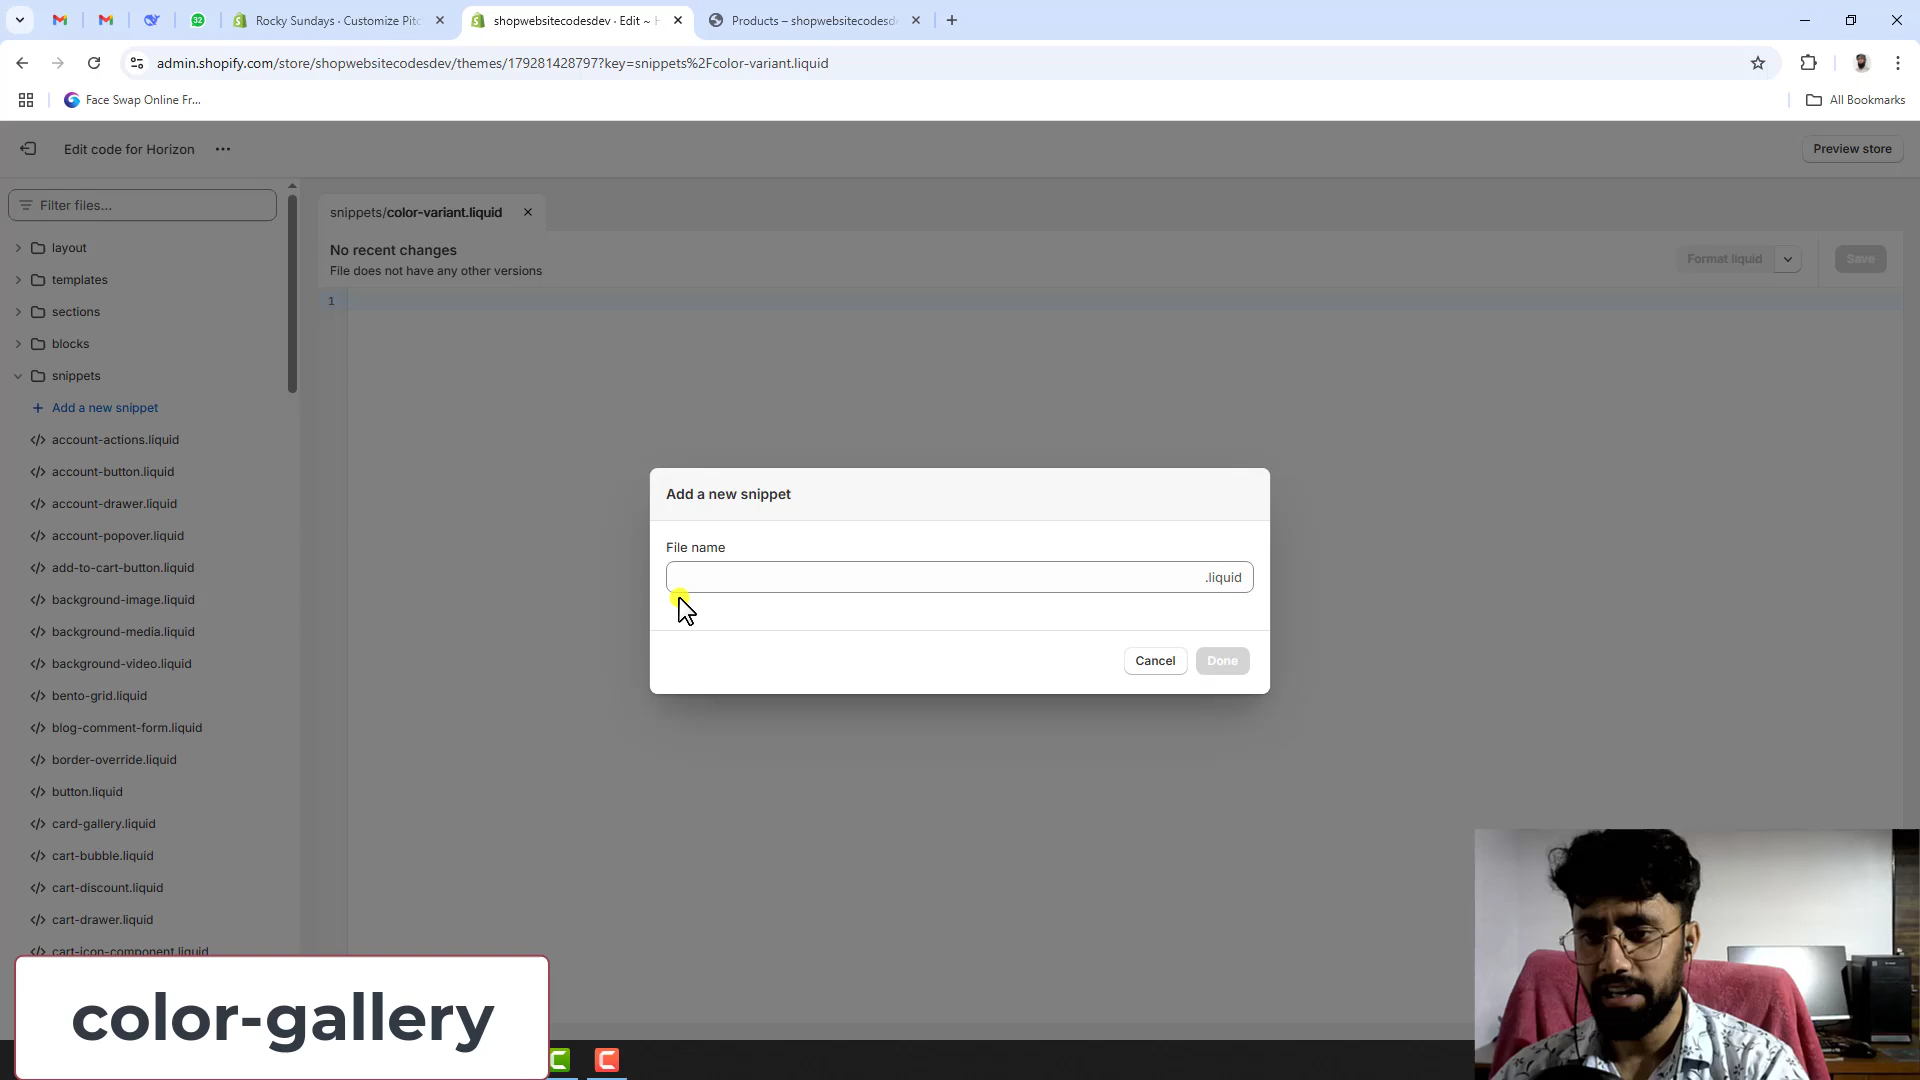 32
Rocky Sundays · Customize Pitc
shopwebsitecodesdev · Edit ~ H
Products – shopwebsitecodesde
admin.shopify.com/store/shopwebsitecodesdev/themes/179281428797?key=snippets%2Fcolor-variant.liquid
Face Swap Online Fr...
All Bookmarks
Edit code for Horizon
Preview store
Filter files...
layout
templates
sections
blocks
snippets
Add a new snippet
account-actions.liquid
account-button.liquid
account-drawer.liquid
account-popover.liquid
add-to-cart-button.liquid
background-image.liquid
background-media.liquid
background-video.liquid
bento-grid.liquid
blog-comment-form.liquid
border-override.liquid
button.liquid
card-gallery.liquid
cart-bubble.liquid
cart-discount.liquid
cart-drawer.liquid
cart-icon-component.liquid
snippets/color-variant.liquid
No recent changes
File does not have any other versions
Format liquid
Save
1
Add a new snippet
File name
.liquid
Cancel
Done
color-gallery